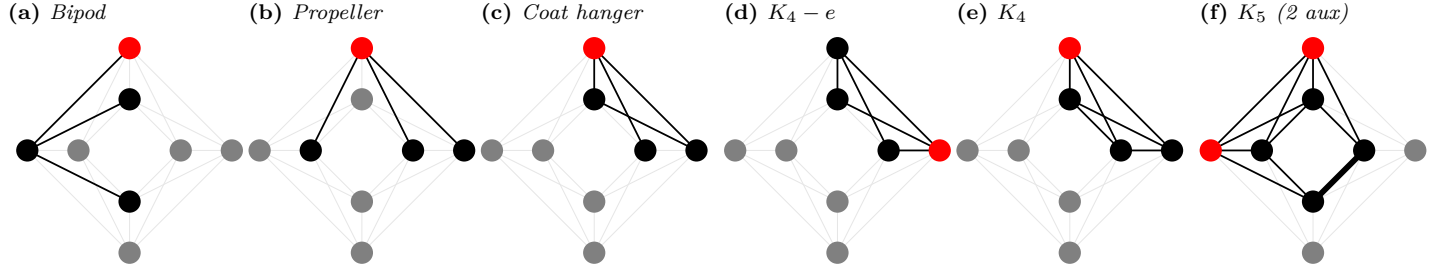 (a) Bipod
(b) Propeller
(c) Coat hanger
(d) K₄ − e
(e) K₄
(f) K₅ (2 aux)